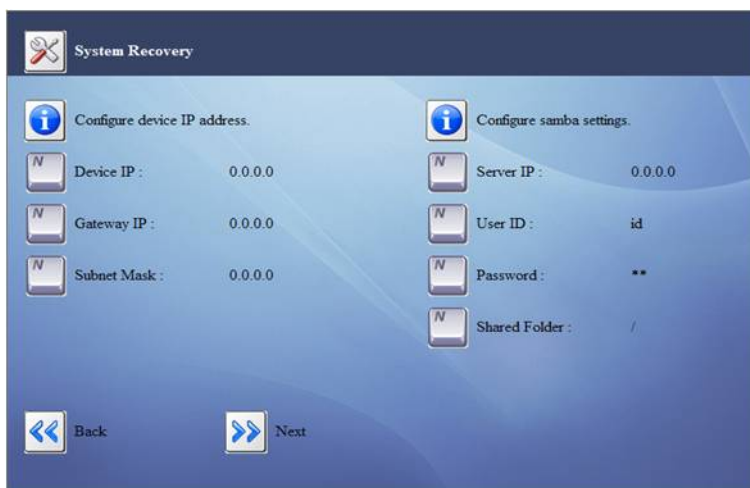 System Recovery
Configure device IP address.
N Device IP : 0.0.0.0
N Gateway IP : 0.0.0.0
N Subnet Mask : 0.0.0.0
Configure samba settings.
N Server IP : 0.0.0.0
N User ID : id
N Password : **
N Shared Folder : /
Back
Next